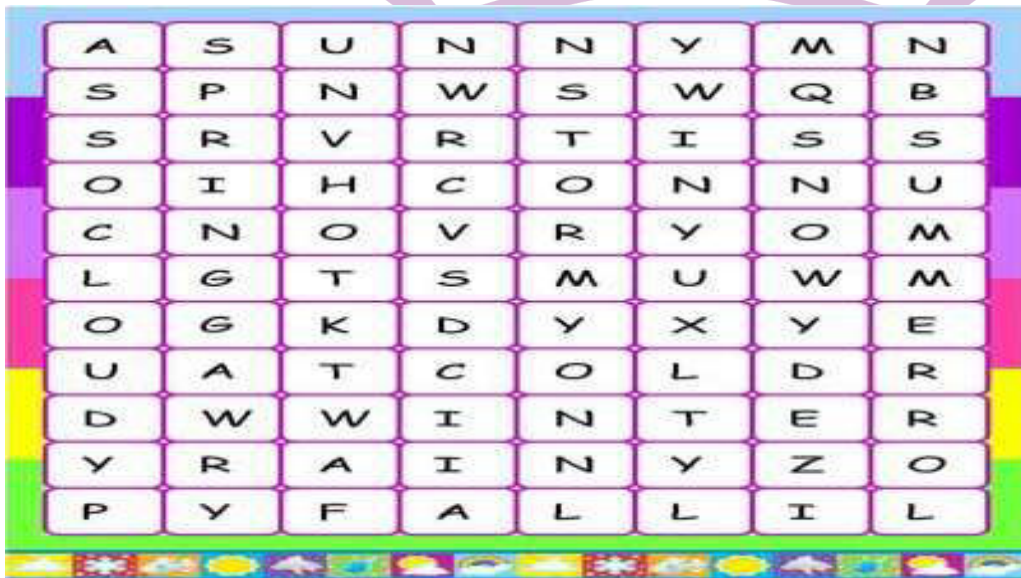 A S U N N Y M N
S P N W S W Q B
S R V R T I S S
O I H C O N N U
C N O V R Y O M
L G T S M U W M
O G K D Y X Y E
U A T C O L D R
D W W I N T E R
Y R A I N Y Z O
P Y F A L L I L